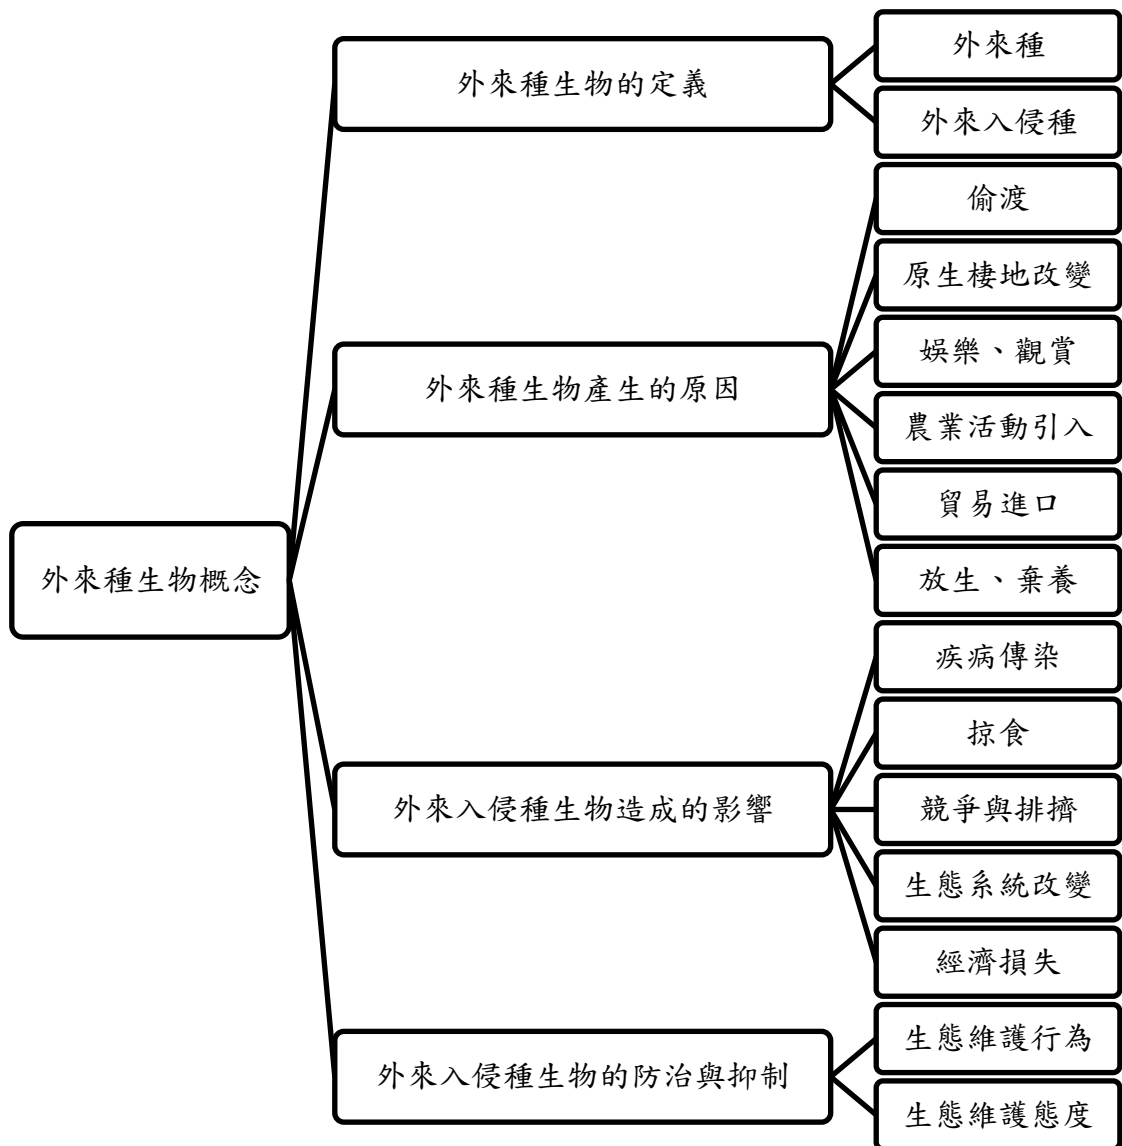 外來種生物概念
外來種生物的定義
外來種
外來入侵種
外來種生物產生的原因
偷渡
原生棲地改變
娛樂、觀賞
農業活動引入
貿易進口
放生、棄養
外來入侵種生物造成的影響
疾病傳染
掠食
競爭與排擠
生態系統改變
經濟損失
外來入侵種生物的防治與抑制
生態維護行為
生態維護態度